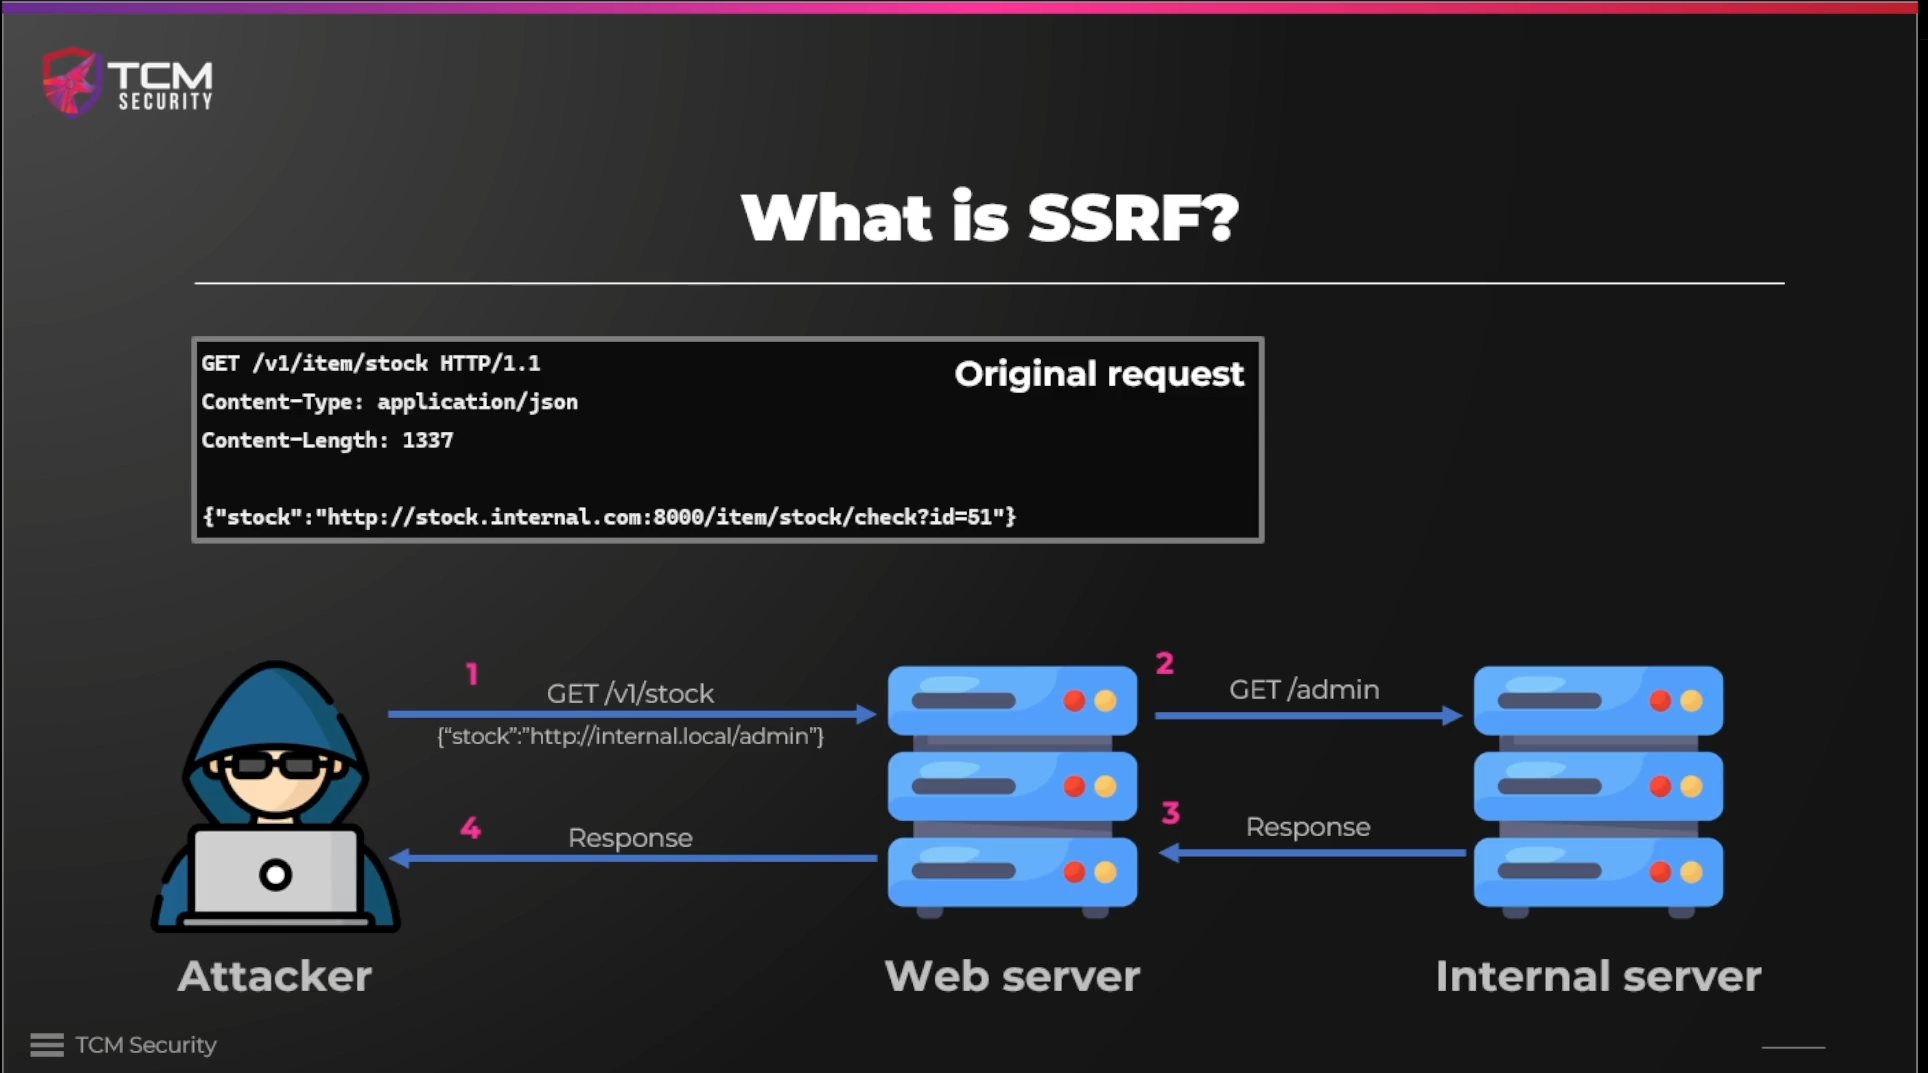 TCM
SECURITY
What is SSRF?
GET /v1/item/stock HTTP/1.1
Original request
Content-Type: application/json
Content-Length: 1337
{"stock":"http://stock.internal.com:8000/item/stock/check?id=51"}
1
GET /v1/stock
{“stock”:”http://internal.local/admin”}
2
GET /admin
3
Response
4
Response
Attacker
Web server
Internal server
TCM Security